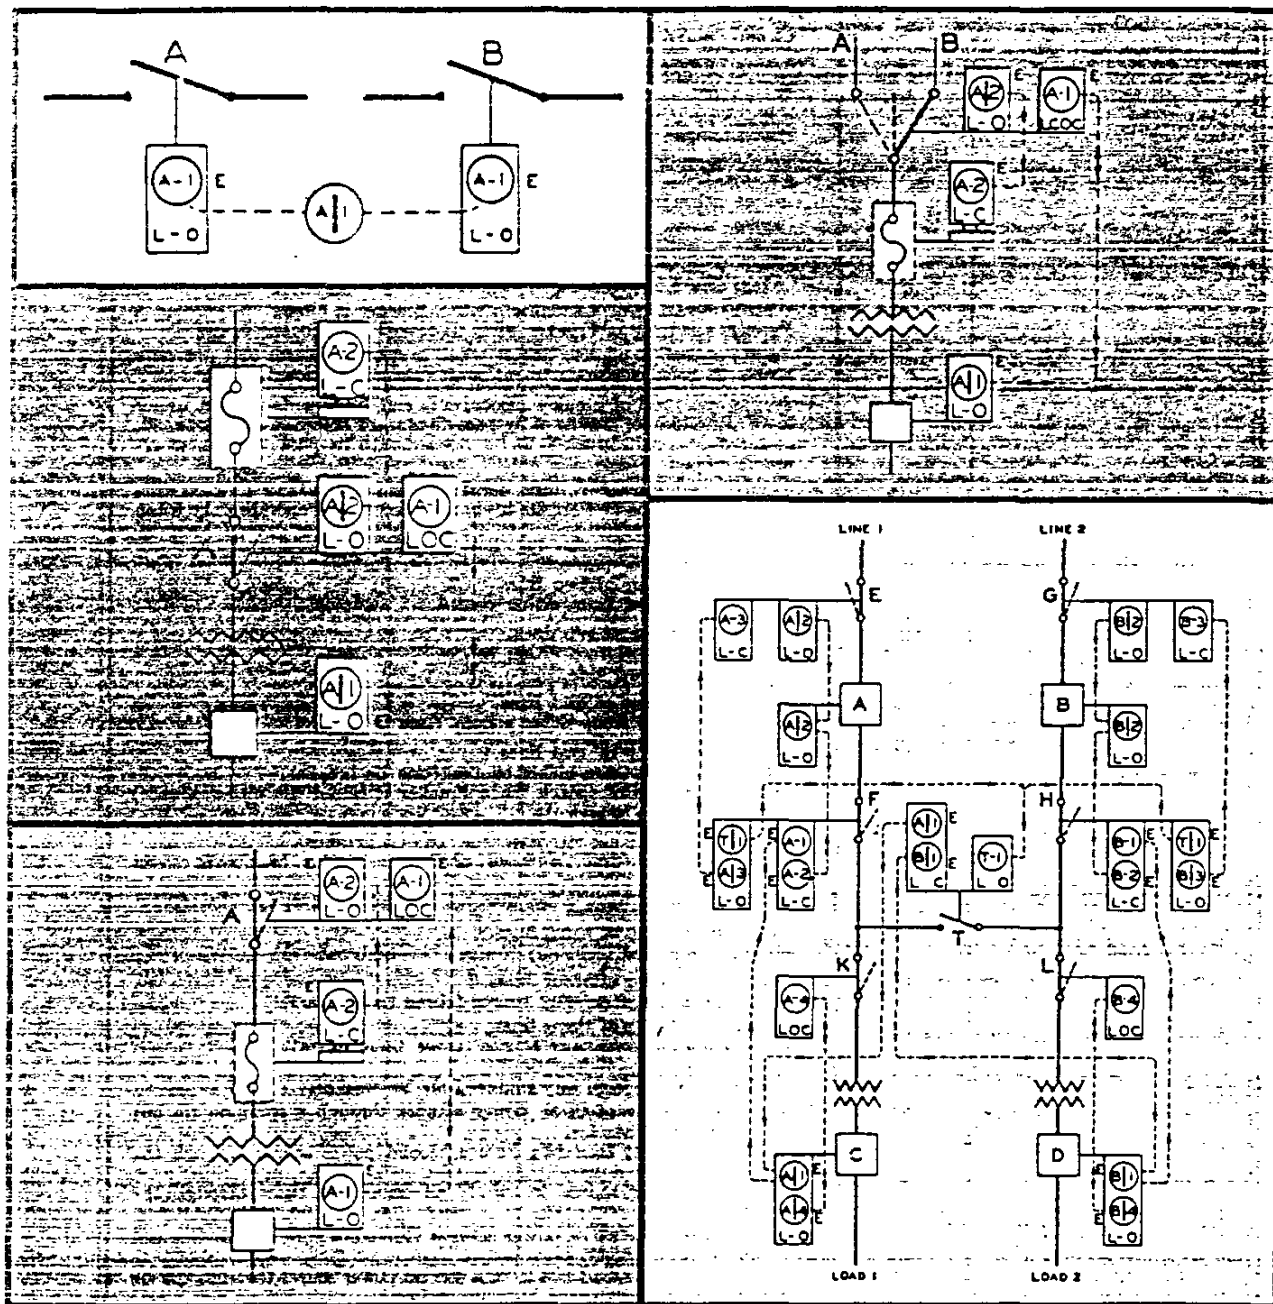 A B
A-1 E A-1 E
A|1
L-O L-O
A-2
L-C
A|2 A-1
L-O LOC
A|1
L-O E
E E
A-2 A-1
A L-O LOC
E
A-2
L-C
E
A-1
L-O
A B
E E
A|2 A-1
L-O LCOC
E
A-2
L-C
E
A|1
L-O
LINE 1 LINE 2
E G
A-3 A|2 B|2 B-3
L-C L-O L-O L-C
A B
A|2 B|2
L-O L-O
F H
E T|1 E A-1 A|1 E T-1 B-1 E T|1 E
E A|3 E A-2 B|1 E B-2 E B|3 E
L-O L-C L C L O L-C L-O
T
K L
A-4 B-4
LOC LOC
C D
A|1 E E B|1
A|4 E E B|4
L-O L-O
LOAD 1 LOAD 2